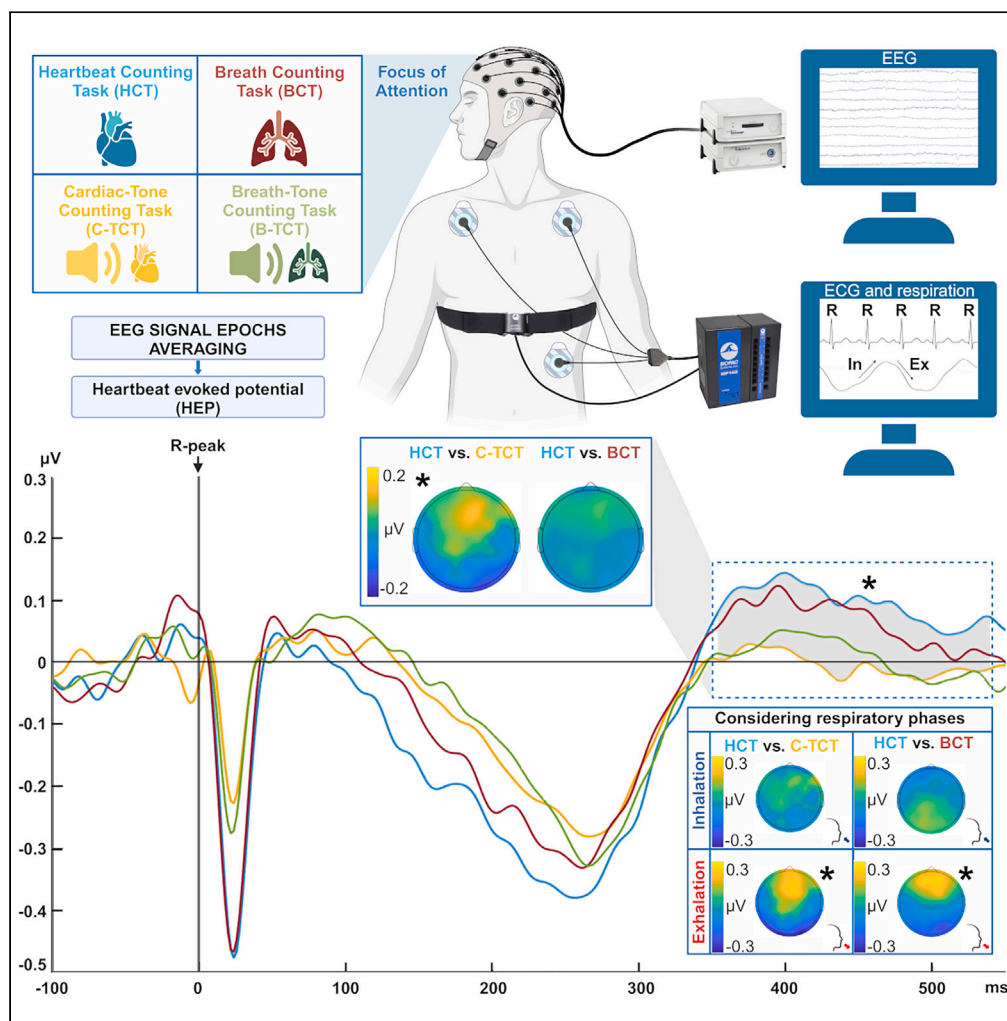 Heartbeat Counting
Task (HCT)
Breath Counting
Task (BCT)
Cardiac-Tone
Counting Task
(C-TCT)
Breath-Tone
Counting Task
(B-TCT)
Focus of
Attention
EEG
ECG and respiration
R R R R R
In Ex
BIOPAC
EEG SIGNAL EPOCHS
AVERAGING
Heartbeat evoked potential
(HEP)
µV
R-peak
0.3
0.2
0.1
0
-0.1
-0.2
-0.3
-0.4
-0.5
HCT vs. C-TCT HCT vs. BCT
0.2
*
µV
-0.2
*
Considering respiratory phases
HCT vs. C-TCT HCT vs. BCT
Inhalation
0.3
µV
-0.3
0.3
µV
-0.3
Exhalation
0.3
*
µV
-0.3
0.3
*
µV
-0.3
-100 0 100 200 300 400 500 ms